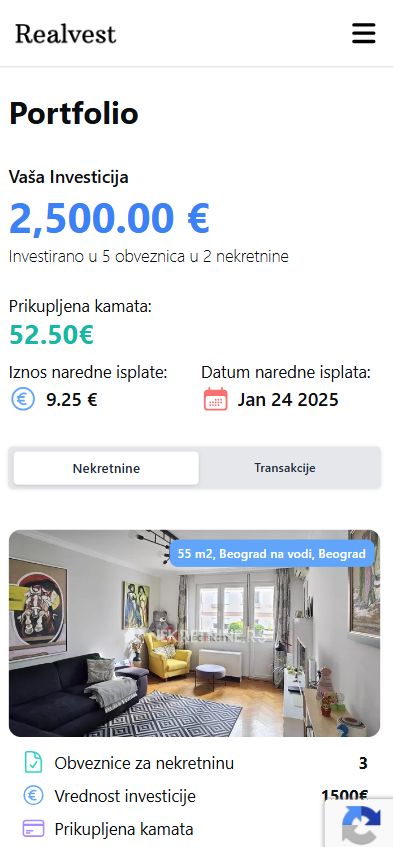 Realvest
Portfolio
Vaša Investicija
2,500.00 €
Investirano u 5 obveznica u 2 nekretnine
Prikupljena kamata:
52.50€
Iznos naredne isplate:
Datum naredne isplata:
9.25 €
Jan 24 2025
Nekretnine
Transakcije
55 m2, Beograd na vodi, Beograd
Obveznice za nekretninu
3
Vrednost investicije
1500€
Prikupljena kamata